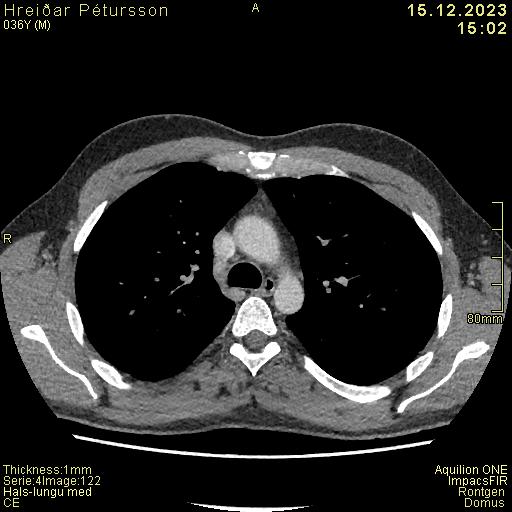 Hreiðar Pétursson
036Y (M)
A
15.12.2023
15:02
R
80mm
Thickness:1mm
Serie:4Image:122
Hals-lungu med
CE
Aquilion ONE
ImpacsFIR
Rontgen
Domus